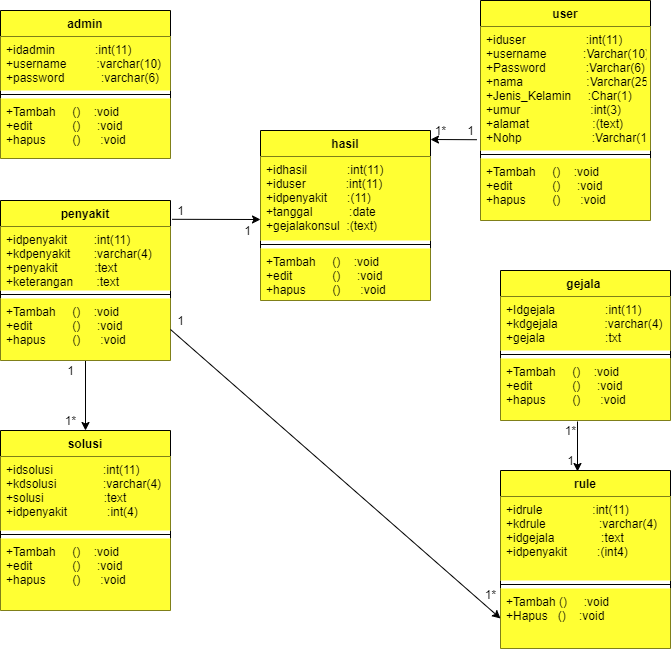 admin
+idadmin :int(11)
+username :varchar(10)
+password :varchar(6)
+Tambah () :void
+edit () :void
+hapus () :void
user
+iduser :int(11)
+username :Varchar(10)
+Password :Varchar(6)
+nama :Varchar(25
+Jenis_Kelamin :Char(1)
+umur :int(3)
+alamat :(text)
+Nohp :Varchar(1
+Tambah () :void
+edit () :void
+hapus () :void
1* 1
hasil
+idhasil :int(11)
+iduser :int(11)
+idpenyakit :(11)
+tanggal :date
+gejalakonsul :(text)
+Tambah () :void
+edit () :void
+hapus () :void
1
1
penyakit
+idpenyakit :int(11)
+kdpenyakit :varchar(4)
+penyakit :text
+keterangan :text
+Tambah () :void
+edit () :void
+hapus () :void
1
1
1*
gejala
+Idgejala :int(11)
+kdgejala :varchar(4)
+gejala :txt
+Tambah () :void
+edit () :void
+hapus () :void
1*
1
solusi
+idsolusi :int(11)
+kdsolusi :varchar(4)
+solusi :text
+idpenyakit :int(4)
+Tambah () :void
+edit () :void
+hapus () :void
rule
+idrule :int(11)
+kdrule :varchar(4)
+idgejala :text
+idpenyakit :(int4)
1*
+Tambah () :void
+Hapus () :void